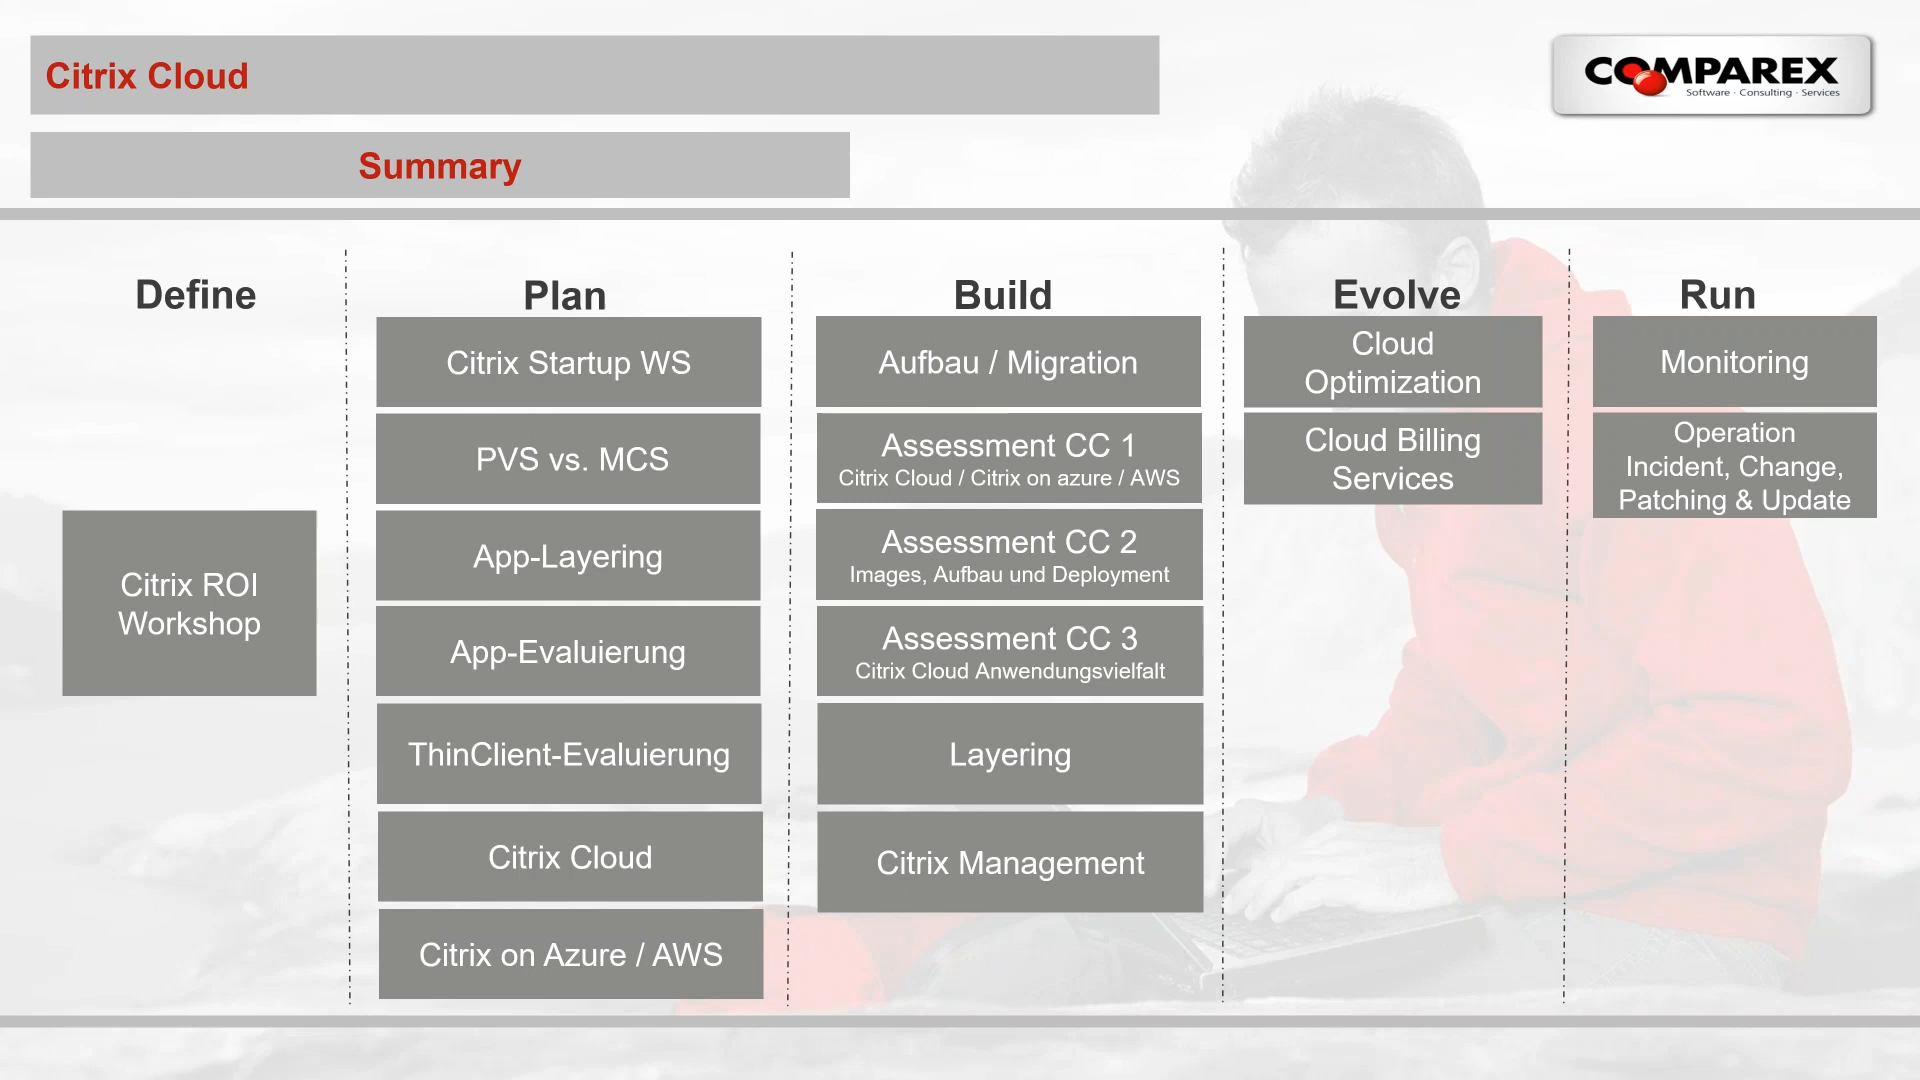 Citrix Cloud
COMPAREX
Software · Consulting · Services
Summary
Define
Citrix ROI
Workshop
Plan
Citrix Startup WS
PVS vs. MCS
App-Layering
App-Evaluierung
ThinClient-Evaluierung
Citrix Cloud
Citrix on Azure / AWS
Build
Aufbau / Migration
Assessment CC 1
Citrix Cloud / Citrix on azure / AWS
Assessment CC 2
Images, Aufbau und Deployment
Assessment CC 3
Citrix Cloud Anwendungsvielfalt
Layering
Citrix Management
Evolve
Cloud
Optimization
Cloud Billing
Services
Run
Monitoring
Operation
Incident, Change,
Patching & Update